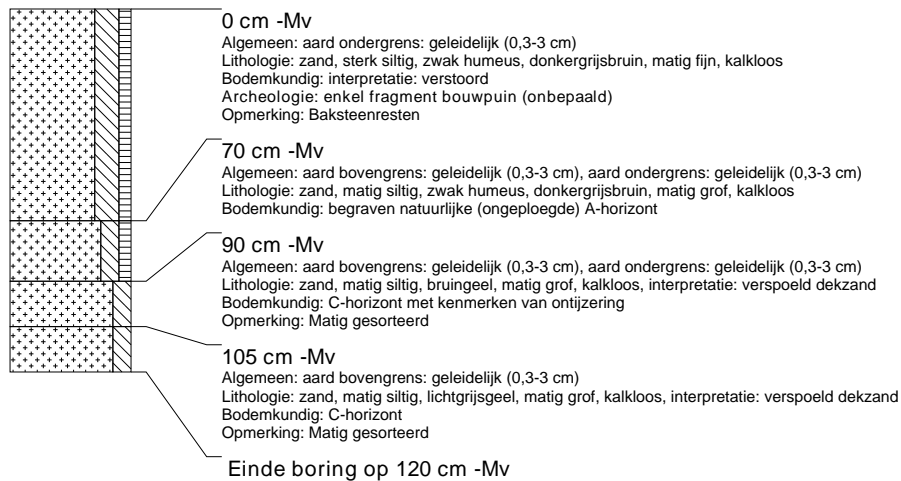 0 cm -Mv
Algemeen: aard ondergrens: geleidelijk (0,3-3 cm)
Lithologie: zand, sterk siltig, zwak humeus, donkergrijsbruin, matig fijn, kalkloos
Bodemkundig: interpretatie: verstoord
Archeologie: enkel fragment bouwpuin (onbepaald)
Opmerking: Baksteenresten
70 cm -Mv
Algemeen: aard bovengrens: geleidelijk (0,3-3 cm), aard ondergrens: geleidelijk (0,3-3 cm)
Lithologie: zand, matig siltig, zwak humeus, donkergrijsbruin, matig grof, kalkloos
Bodemkundig: begraven natuurlijke (ongeploegde) A-horizont
90 cm -Mv
Algemeen: aard bovengrens: geleidelijk (0,3-3 cm), aard ondergrens: geleidelijk (0,3-3 cm)
Lithologie: zand, matig siltig, bruingeel, matig grof, kalkloos, interpretatie: verspoeld dekzand
Bodemkundig: C-horizont met kenmerken van ontijzering
Opmerking: Matig gesorteerd
105 cm -Mv
Algemeen: aard bovengrens: geleidelijk (0,3-3 cm)
Lithologie: zand, matig siltig, lichtgrijsgeel, matig grof, kalkloos, interpretatie: verspoeld dekzand
Bodemkundig: C-horizont
Opmerking: Matig gesorteerd
Einde boring op 120 cm -Mv